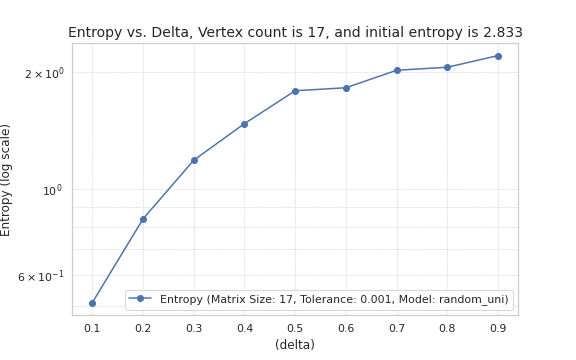 Entropy vs. Delta, Vertex count is 17, and initial entropy is 2.833
Entropy (log scale)
2 × 10⁰
10⁰
6 × 10⁻¹
Entropy (Matrix Size: 17, Tolerance: 0.001, Model: random_uni)
0.1 0.2 0.3 0.4 0.5 0.6 0.7 0.8 0.9
(delta)